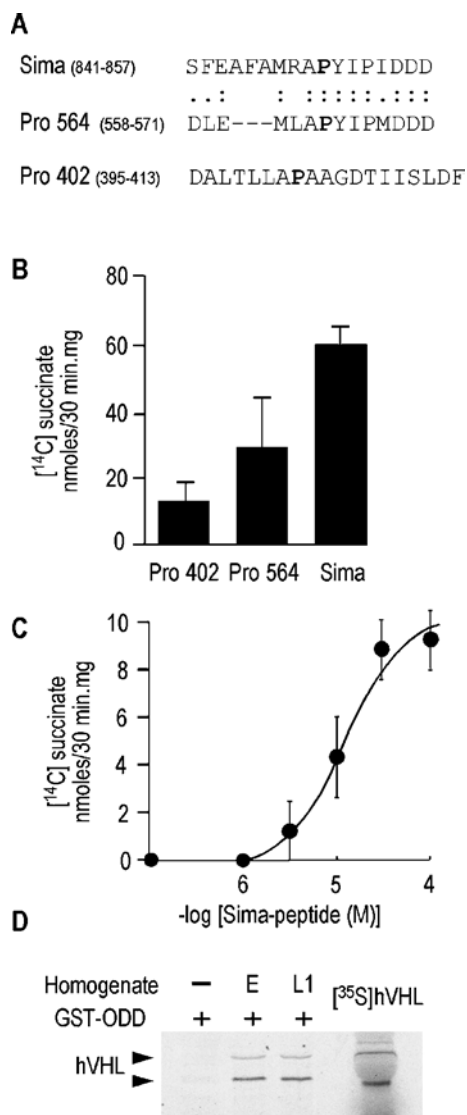 A
Sima (841-857) SFEAFAMRAPYIPIDDD
..: : ::::::.:::
Pro 564 (558-571) DLE---MLAPYIPMDDD
Pro 402 (395-413) DALTLLAPAAGDTIISLDF
B
[14C] succinate
nmoles/30 min.mg
80
60
40
20
0
Pro 402 Pro 564 Sima
C
[14C] succinate
nmoles/30 min.mg
10
8
6
4
2
0
6 5 4
-log [Sima-peptide (M)]
D
Homogenate – E L1
GST-ODD + + +
[35S]hVHL
hVHL